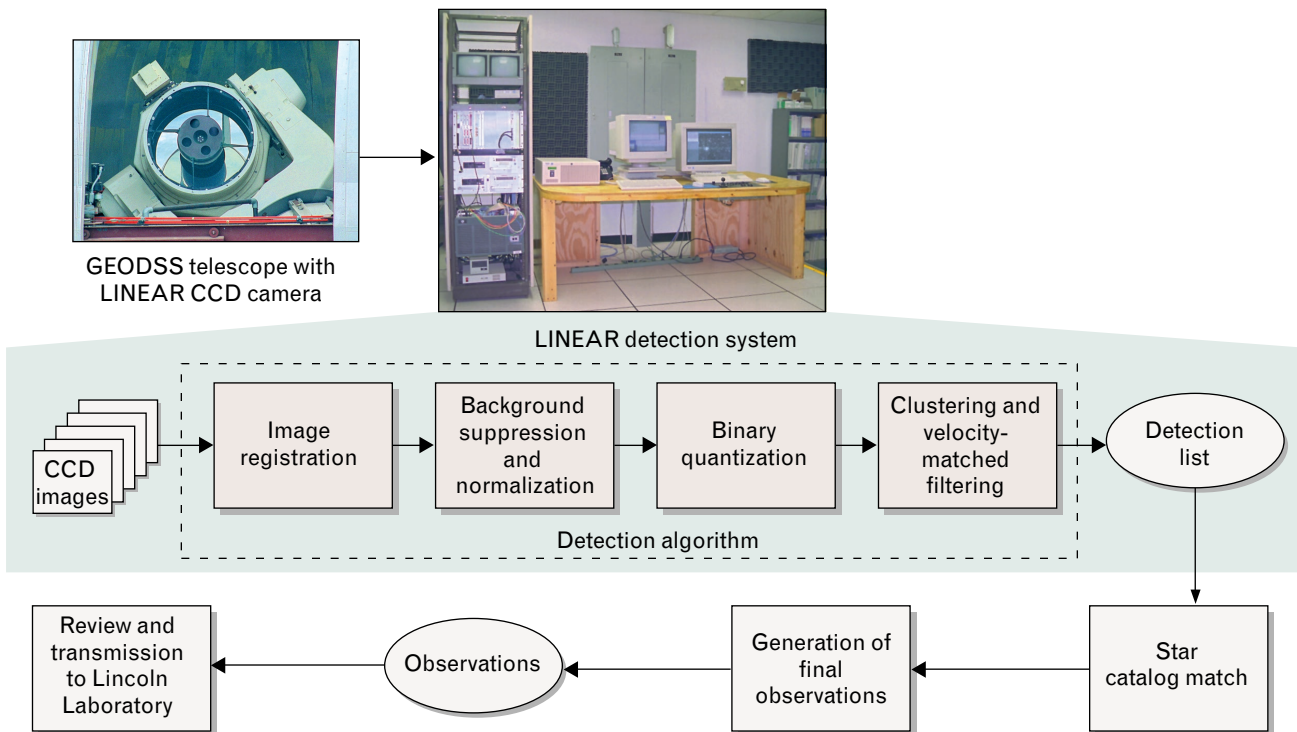 GEODSS telescope with
LINEAR CCD camera
LINEAR detection system
CCD
images
Image
registration
Background
suppression
and
normalization
Binary
quantization
Clustering and
velocity-
matched
filtering
Detection
list
Detection algorithm
Review and
transmission
to Lincoln
Laboratory
Observations
Generation of
final
observations
Star
catalog match